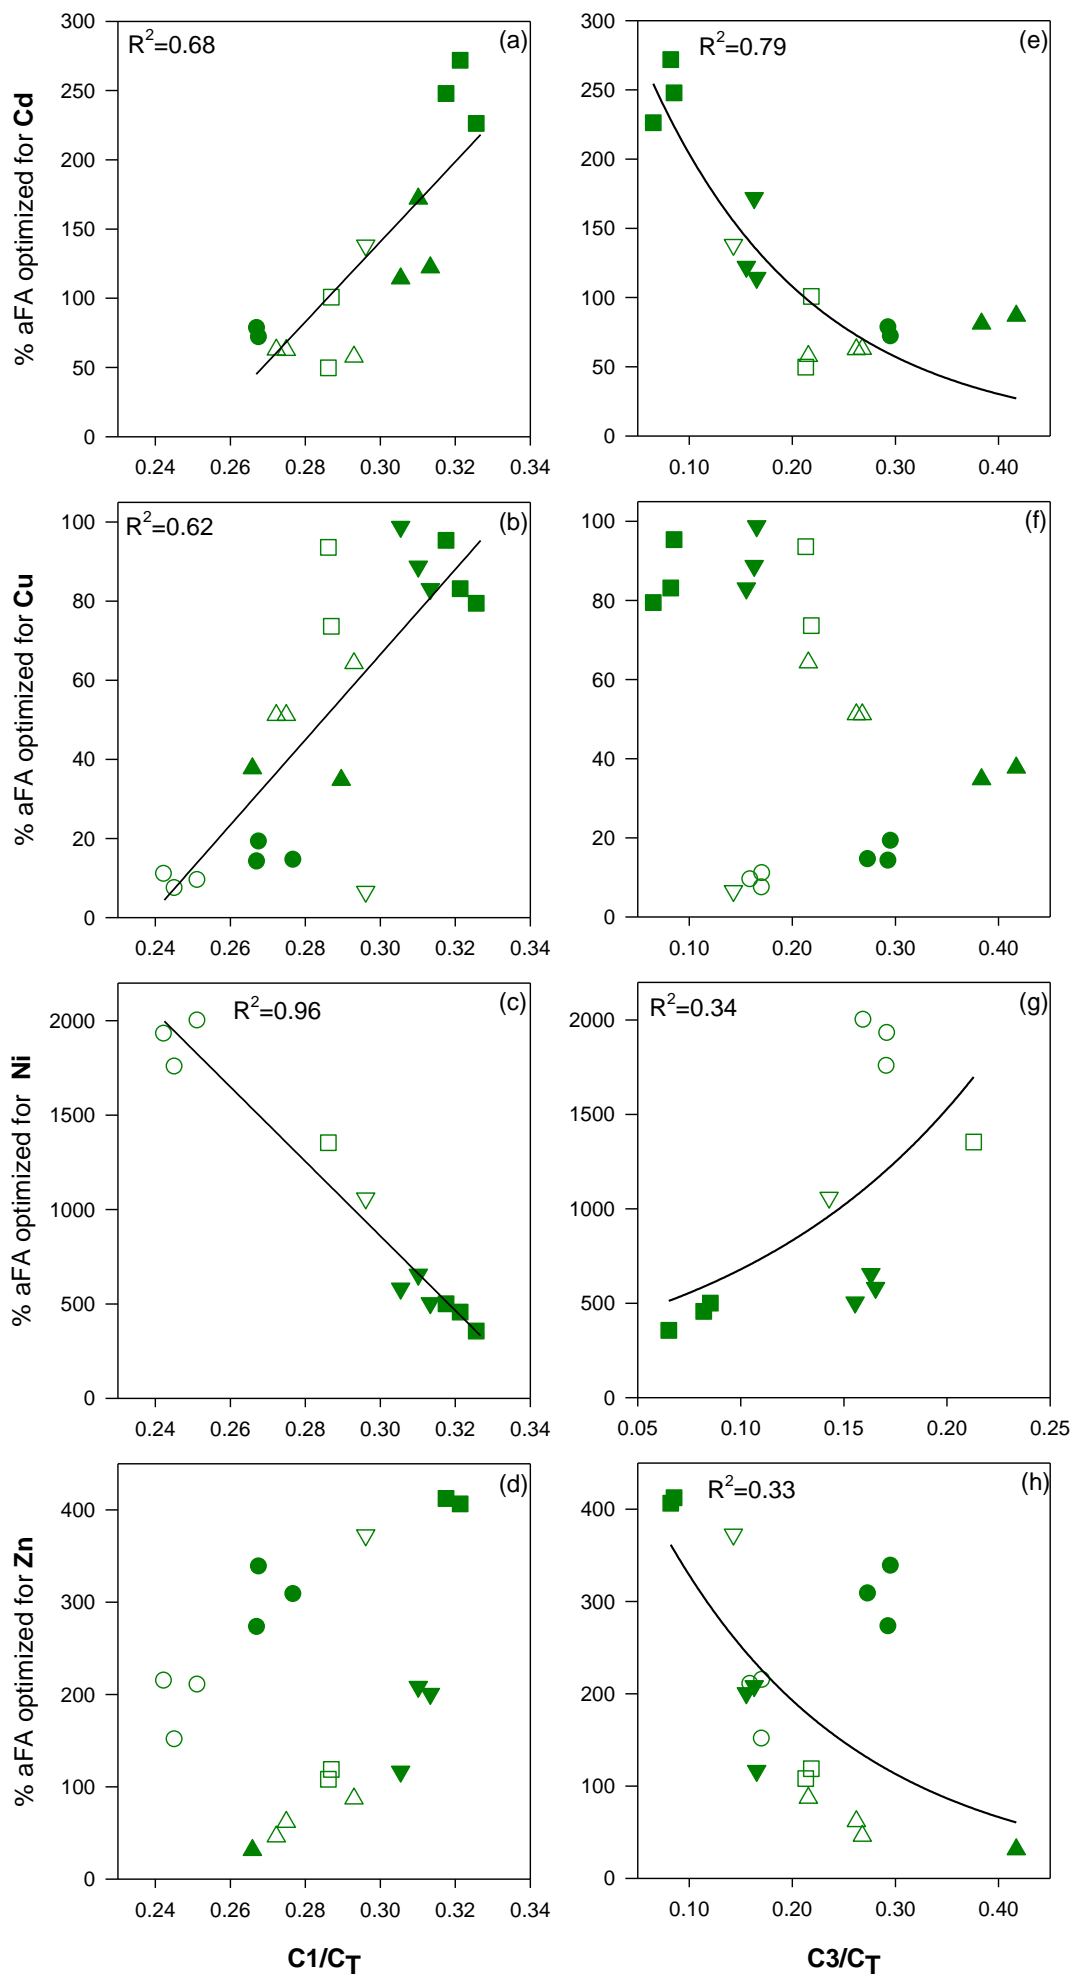 300
250
200
150
100
50
0
% aFA optimized for Cd
R²=0.68
(a)
0.24 0.26 0.28 0.30 0.32 0.34
300
250
200
150
100
50
0
R²=0.79
(e)
0.10 0.20 0.30 0.40
100
80
60
40
20
0
% aFA optimized for Cu
R²=0.62
(b)
0.24 0.26 0.28 0.30 0.32 0.34
100
80
60
40
20
0
(f)
0.10 0.20 0.30 0.40
2000
1500
1000
500
0
% aFA optimized for Ni
R²=0.96
(c)
0.24 0.26 0.28 0.30 0.32 0.34
2000
1500
1000
500
0
R²=0.34
(g)
0.05 0.10 0.15 0.20 0.25
400
300
200
100
0
% aFA optimized for Zn
(d)
0.24 0.26 0.28 0.30 0.32 0.34
C1/CT
400
300
200
100
0
R²=0.33
(h)
0.10 0.20 0.30 0.40
C3/CT